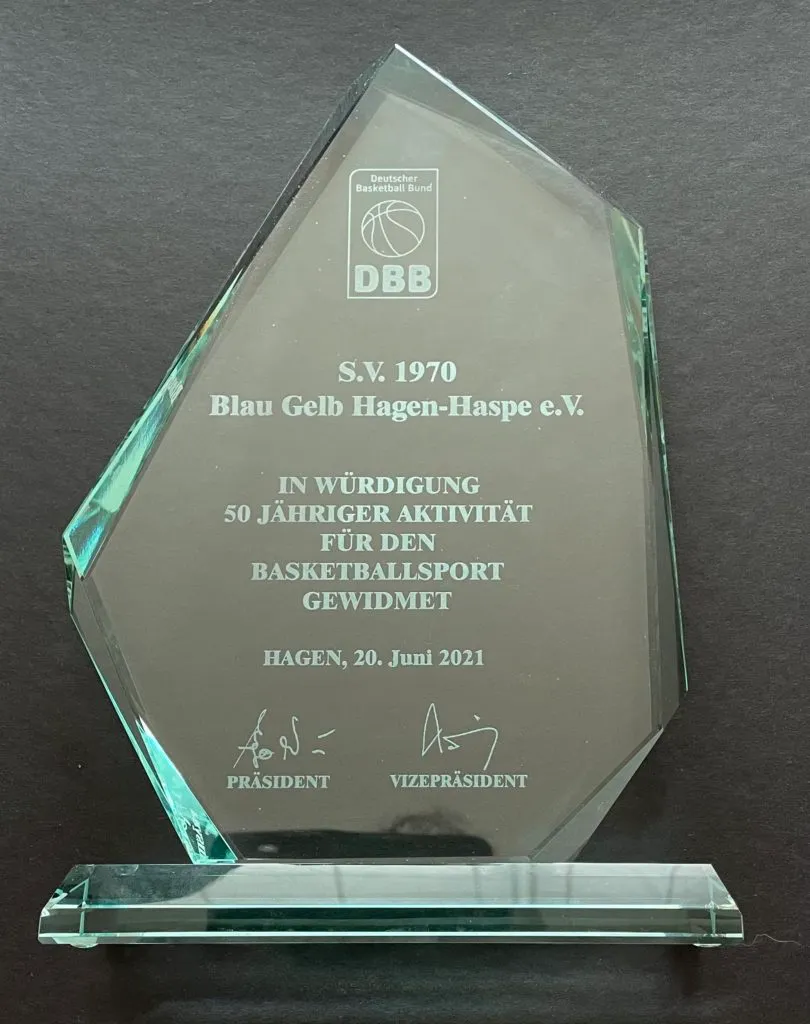 Deutscher
Basketball Bund
DBB
S.V. 1970
Blau Gelb Hagen-Haspe e.V.
IN WÜRDIGUNG
50 JÄHRIGER AKTIVITÄT
FÜR DEN
BASKETBALLSPORT
GEWIDMET
HAGEN, 20. Juni 2021
PRÄSIDENT
VIZEPRÄSIDENT